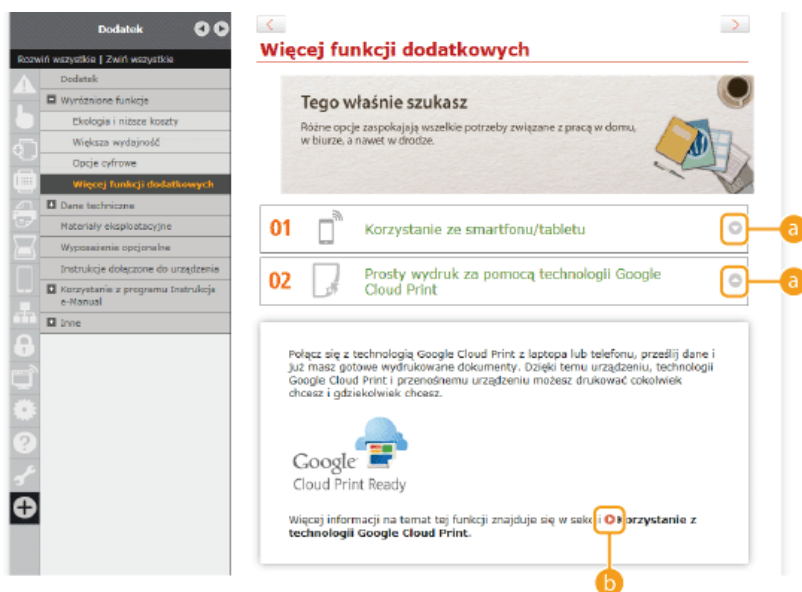 Dodatek
Rozwiń wszystkie | Zwiń wszystkie
Dodatek
Wyróżnione funkcje
Ekologia i niższe koszty
Większa wydajność
Opcje cyfrowe
Więcej funkcji dodatkowych
Dane techniczne
Materiały eksploatacyjne
Wyposażenie opcjonalne
Instrukcje dołączone do urządzenia
Korzystanie z programu Instrukcja
e-Manual
Inne
Więcej funkcji dodatkowych
Tego właśnie szukasz
Różne opcje zaspokajają wszelkie potrzeby związane z pracą w domu,
w biurze, a nawet w drodze.
01 Korzystanie ze smartfonu/tabletu
a
02 Prosty wydruk za pomocą technologii Google
Cloud Print
a
Połącz się z technologią Google Cloud Print z laptopa lub telefonu, prześlij dane i
już masz gotowe wydrukowane dokumenty. Dzięki temu urządzeniu, technologii
Google Cloud Print i przenośnemu urządzeniu możesz drukować cokolwiek
chcesz i gdziekolwiek chcesz.
Google
Cloud Print Ready
Więcej informacji na temat tej funkcji znajduje się w sekcji Korzystanie z
technologii Google Cloud Print.
b